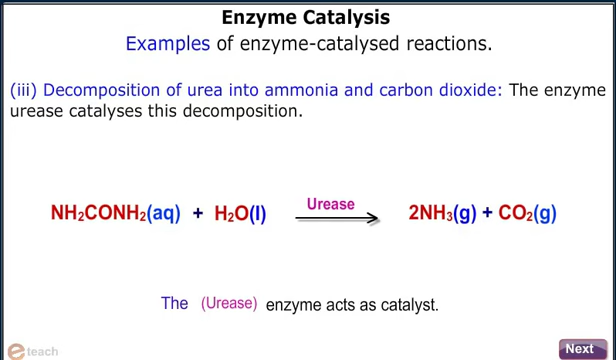 Enzyme Catalysis
Examples of enzyme-catalysed reactions.
(iii) Decomposition of urea into ammonia and carbon dioxide: The enzyme
urease catalyses this decomposition.
Urease
NH₂CONH₂(aq) + H₂O(l) ⟶ 2NH₃(g) + CO₂(g)
The (Urease) enzyme acts as catalyst.
e teach
Next